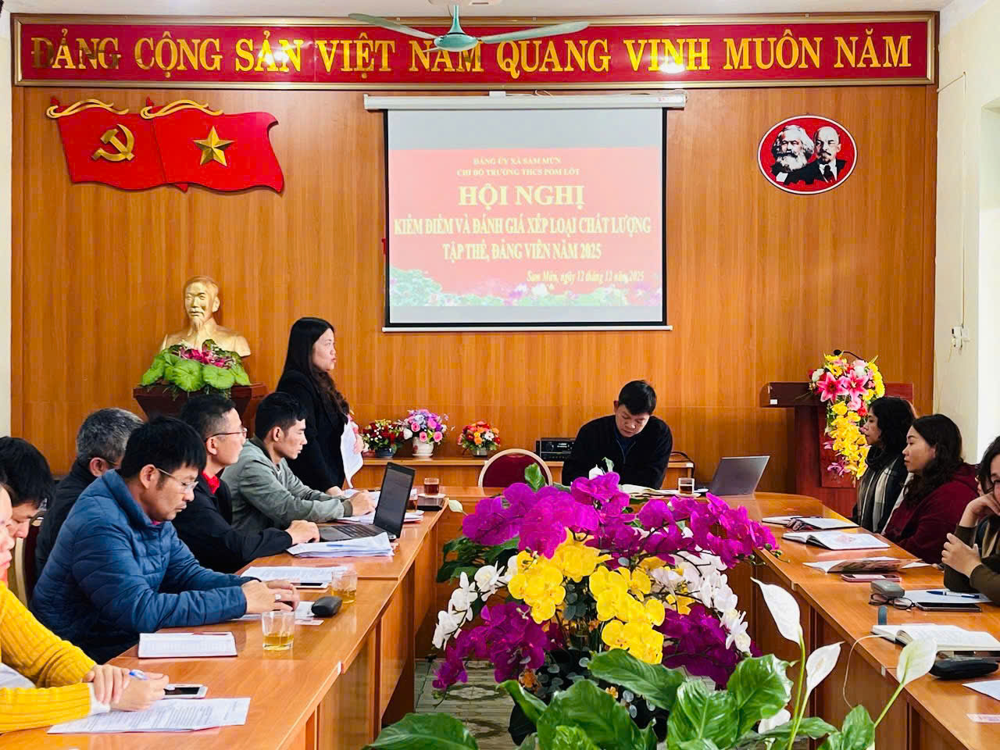 ĐẢNG CỘNG SẢN VIỆT NAM QUANG VINH MUÔN NĂM
ĐẢNG ỦY XÃ SAM MỨN
CHI BỘ TRƯỜNG THCS POM LÓT
HỘI NGHỊ
KIỂM ĐIỂM VÀ ĐÁNH GIÁ XẾP LOẠI CHẤT LƯỢNG
TẬP THỂ, ĐẢNG VIÊN NĂM 2025
Sam Mứn, ngày 12 tháng 12 năm 2025